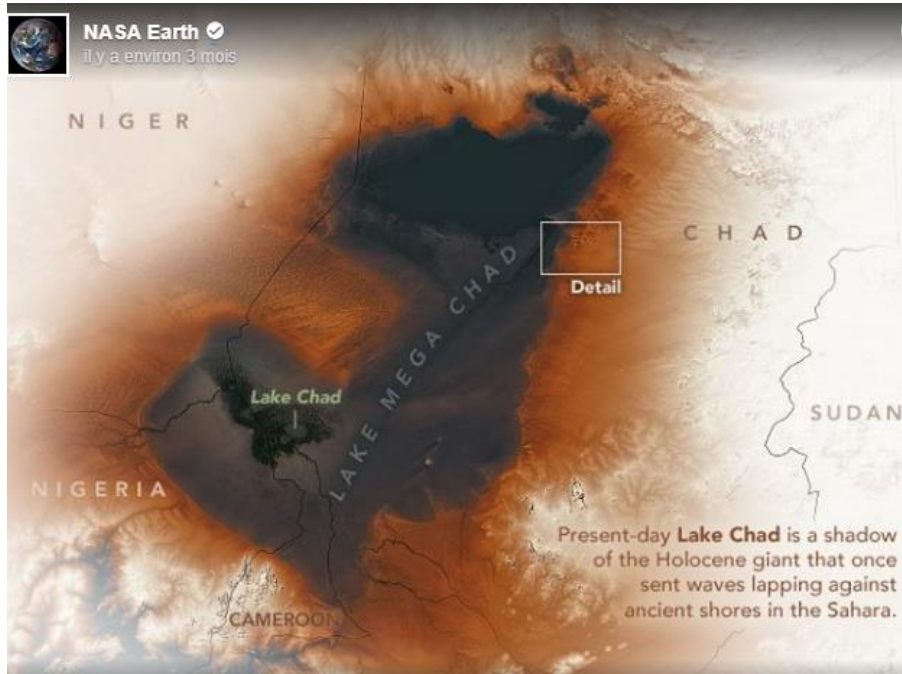 NASA Earth
il y a environ 3 mois
NIGER
CHAD
Detail
LAKE MEGA CHAD
Lake Chad
SUDAN
NIGERIA
Present-day Lake Chad is a shadow
of the Holocene giant that once
sent waves lapping against
ancient shores in the Sahara.
CAMEROON